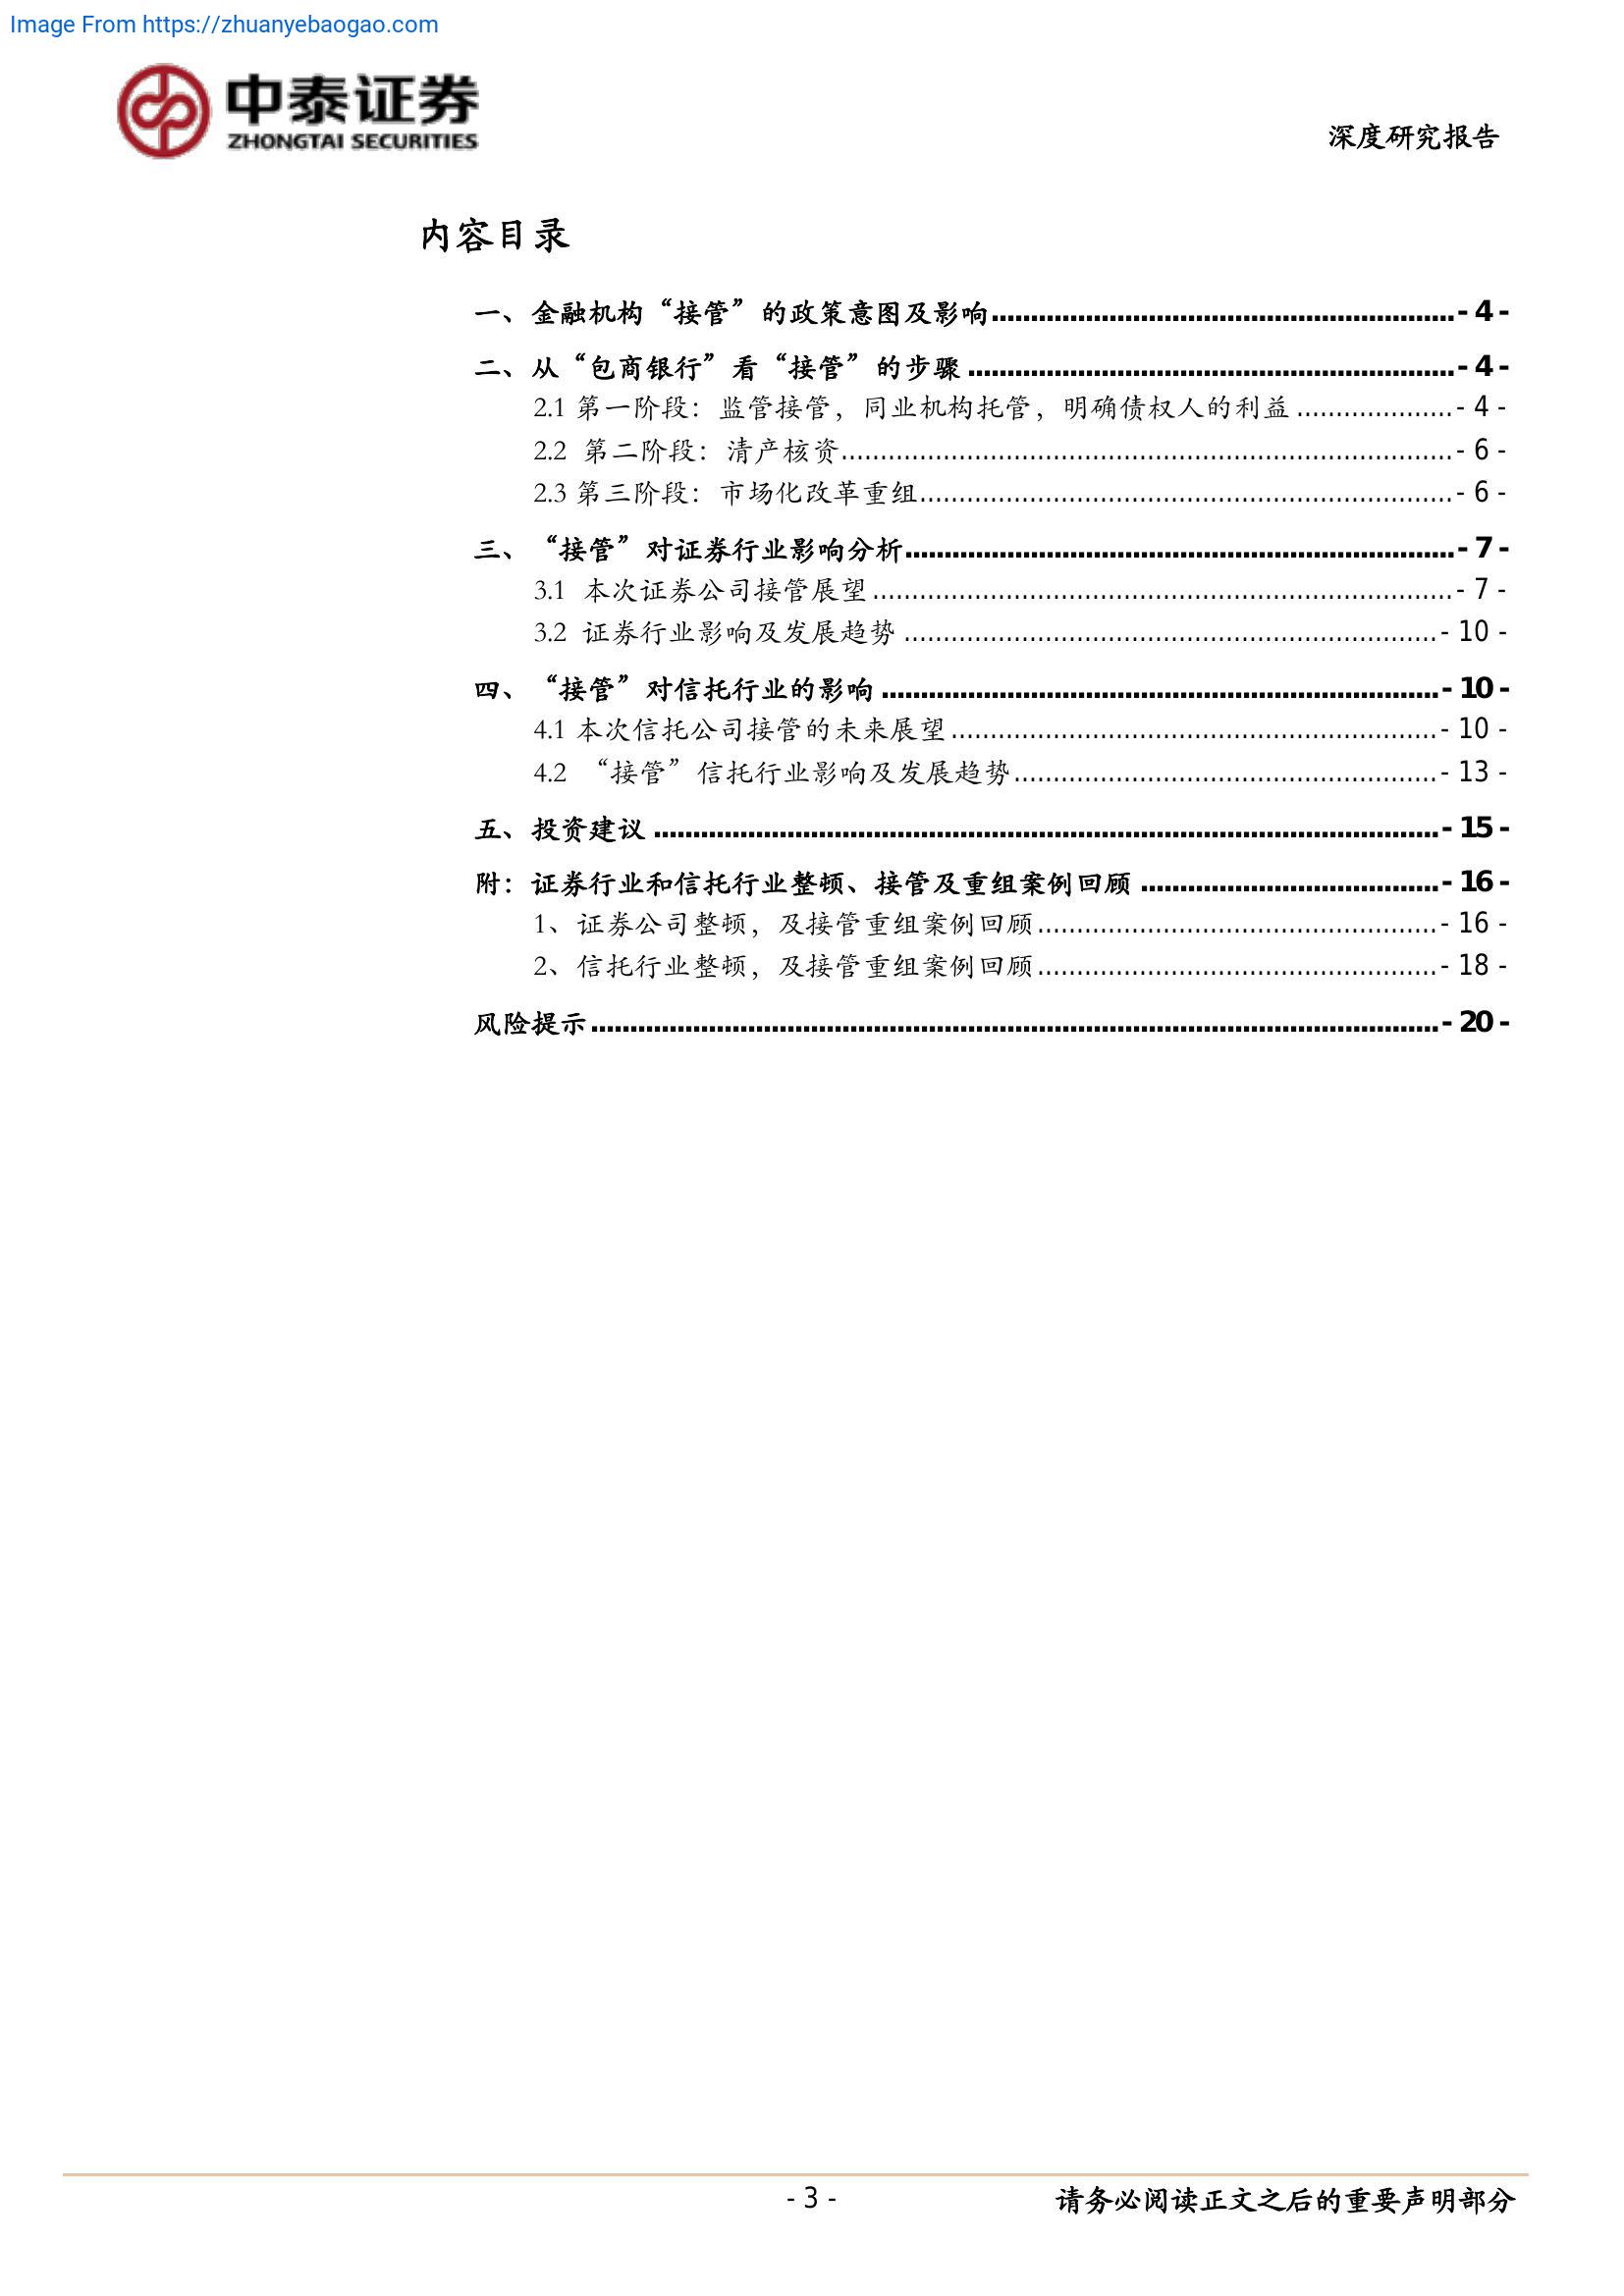 Image From https://zhuanyebaogao.com
中泰证券
ZHONGTAI SECURITIES
深度研究报告
内容目录
一、金融机构“接管”的政策意图及影响................................................- 4 -
二、从“包商银行”看“接管”的步骤................................................- 4 -
2.1 第一阶段：监管接管，同业机构托管，明确债权人的利益....................- 4 -
2.2 第二阶段：清产核资................................................- 6 -
2.3 第三阶段：市场化改革重组................................................- 6 -
三、“接管”对证券行业影响分析................................................- 7 -
3.1 本次证券公司接管展望................................................- 7 -
3.2 证券行业影响及发展趋势................................................- 10 -
四、“接管”对信托行业的影响................................................- 10 -
4.1 本次信托公司接管的未来展望................................................- 10 -
4.2 “接管”信托行业影响及发展趋势................................................- 13 -
五、投资建议................................................- 15 -
附：证券行业和信托行业整顿、接管及重组案例回顾................................- 16 -
1、证券公司整顿，及接管重组案例回顾................................................- 16 -
2、信托行业整顿，及接管重组案例回顾................................................- 18 -
风险提示................................................- 20 -
- 3 -
请务必阅读正文之后的重要声明部分